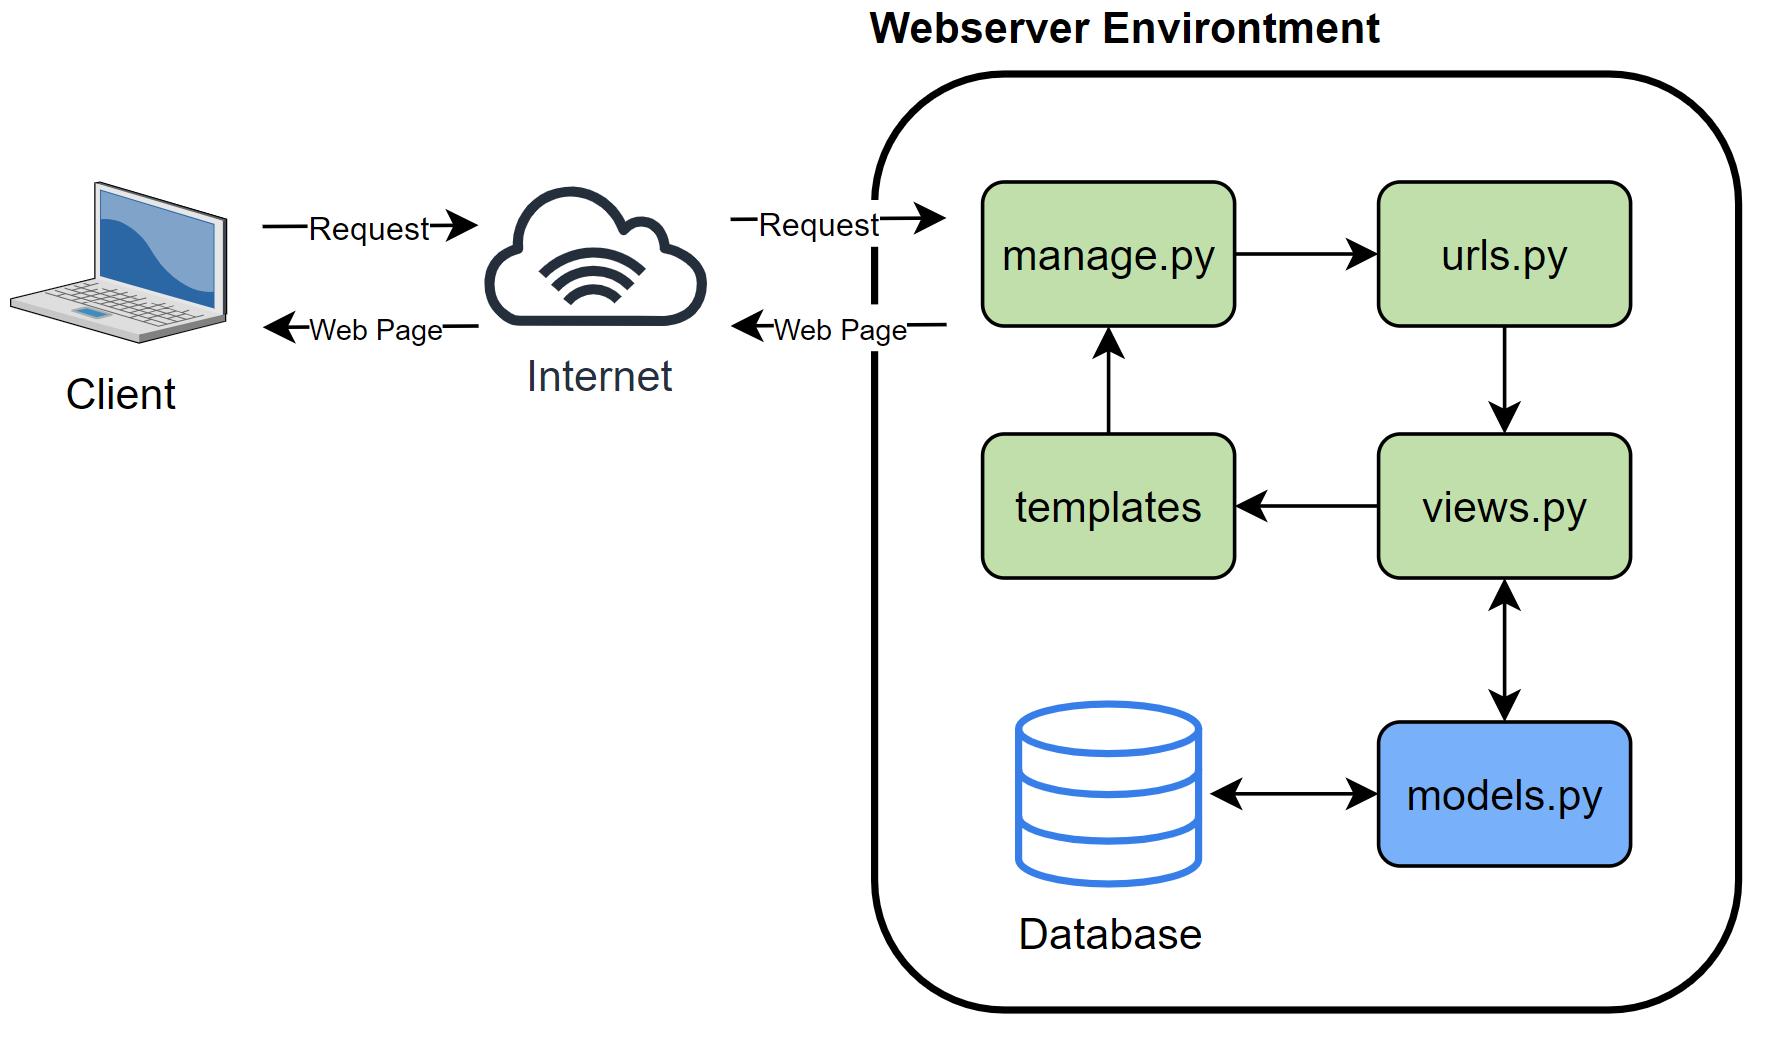 Webserver Environtment
Request
Web Page
Client
Internet
Request
Web Page
manage.py
urls.py
templates
views.py
models.py
Database